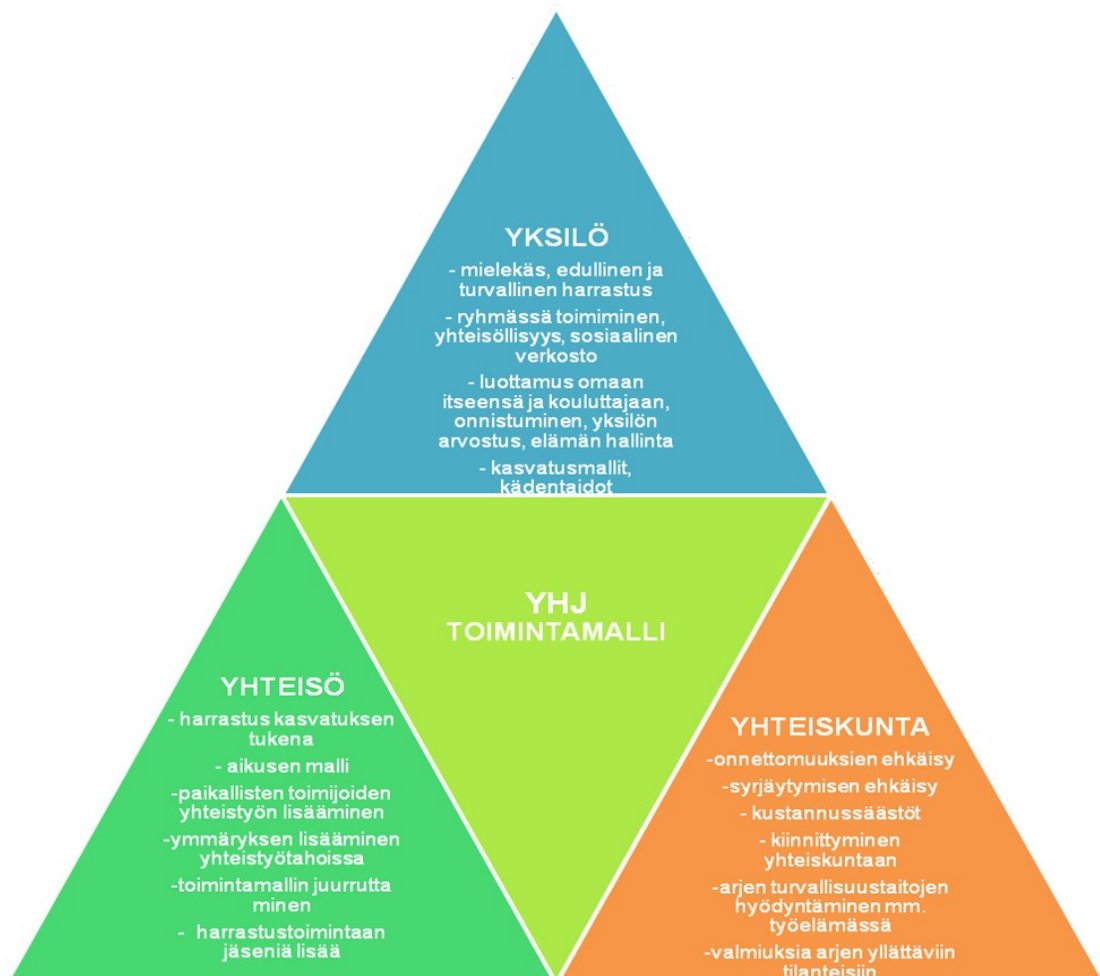 YKSILÖ
- mielekäs, edullinen ja
turvallinen harrastus
- ryhmässä toimiminen,
yhteisöllisyys, sosiaalinen
verkosto
- luottamus omaan
itseensä ja kouluttajaan,
onnistuminen, yksilön
arvostus, elämän hallinta
- kasvatusmallit,
kädentaidot
YHJ
TOIMINTAMALLI
YHTEISÖ
- harrastus kasvatuksen
tukena
- aikusen malli
-paikallisten toimijoiden
yhteistyön lisääminen
-ymmäryksen lisääminen
yhteistyötahoissa
-toimintamallin juurrutta
minen
- harrastustoimintaan
jäseniä lisää
YHTEISKUNTA
-onnettomuuksien ehkäisy
-syrjäytymisen ehkäisy
- kustannussäästöt
- kiinnittyminen
yhteiskuntaan
-arjen turvallisuustaitojen
hyödyntäminen mm.
työelämässä
-valmiuksia arjen yllättäviin
tilanteisiin